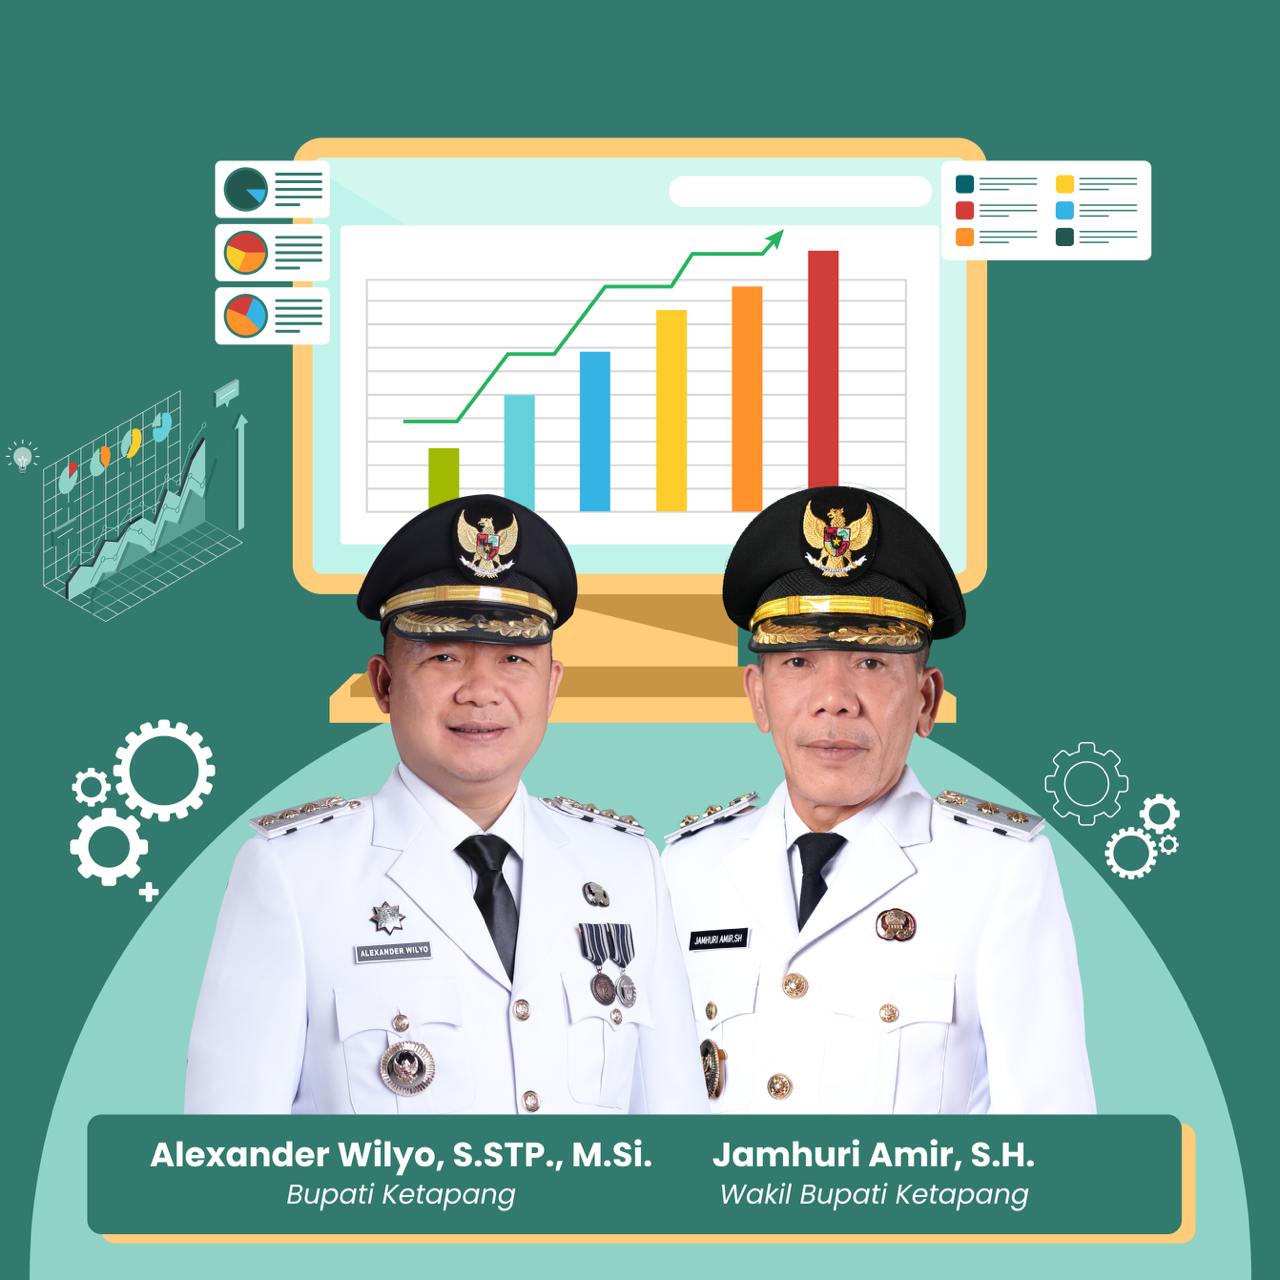 ALEXANDER WILYO
JAMHURI AMIR,SH
Alexander Wilyo, S.STP., M.Si.
Bupati Ketapang
Jamhuri Amir, S.H.
Wakil Bupati Ketapang